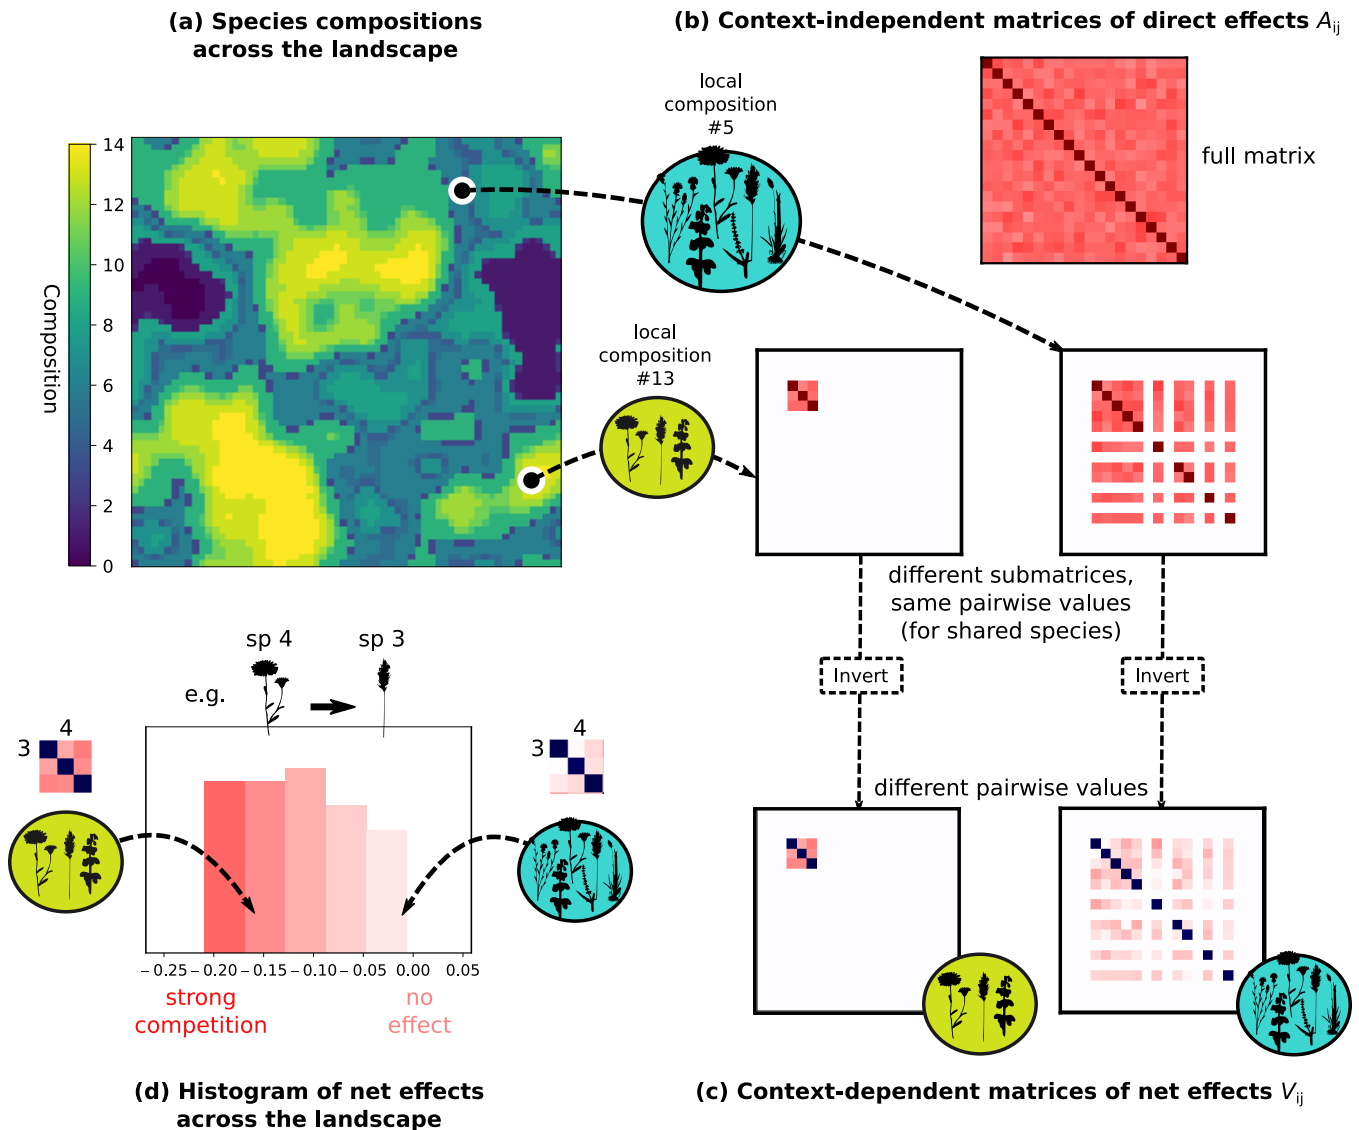 (a) Species compositions
across the landscape
(b) Context-independent matrices of direct effects Aij
local
composition
#5
full matrix
14
12
10
8
6
4
2
0
Composition
local
composition
#13
different submatrices,
same pairwise values
(for shared species)
Invert
Invert
different pairwise values
sp 4
sp 3
e.g.
4
3
4
3
−0.25 −0.20 −0.15 −0.10 −0.05 0.00 0.05
strong
competition
no
effect
(d) Histogram of net effects
across the landscape
(c) Context-dependent matrices of net effects Vij